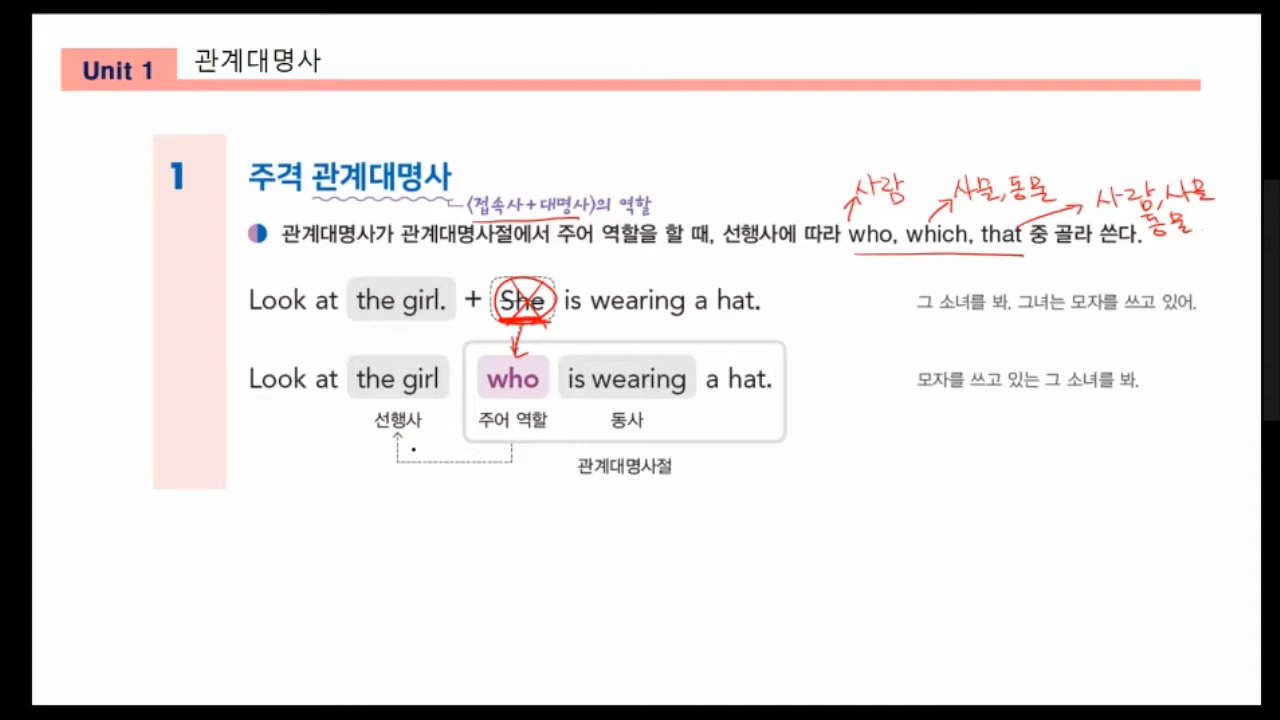 Unit 1 관계대명사
1 주격 관계대명사
(접속사+대명사)의 역할
사람 사물,동물 사람,사물
동물
관계대명사가 관계대명사절에서 주어 역할을 할 때, 선행사에 따라 who, which, that 중 골라 쓴다.
Look at the girl. + She is wearing a hat. 그 소녀를 봐. 그녀는 모자를 쓰고 있어.
Look at the girl who is wearing a hat. 모자를 쓰고 있는 그 소녀를 봐.
선행사 주어 역할 동사
관계대명사절